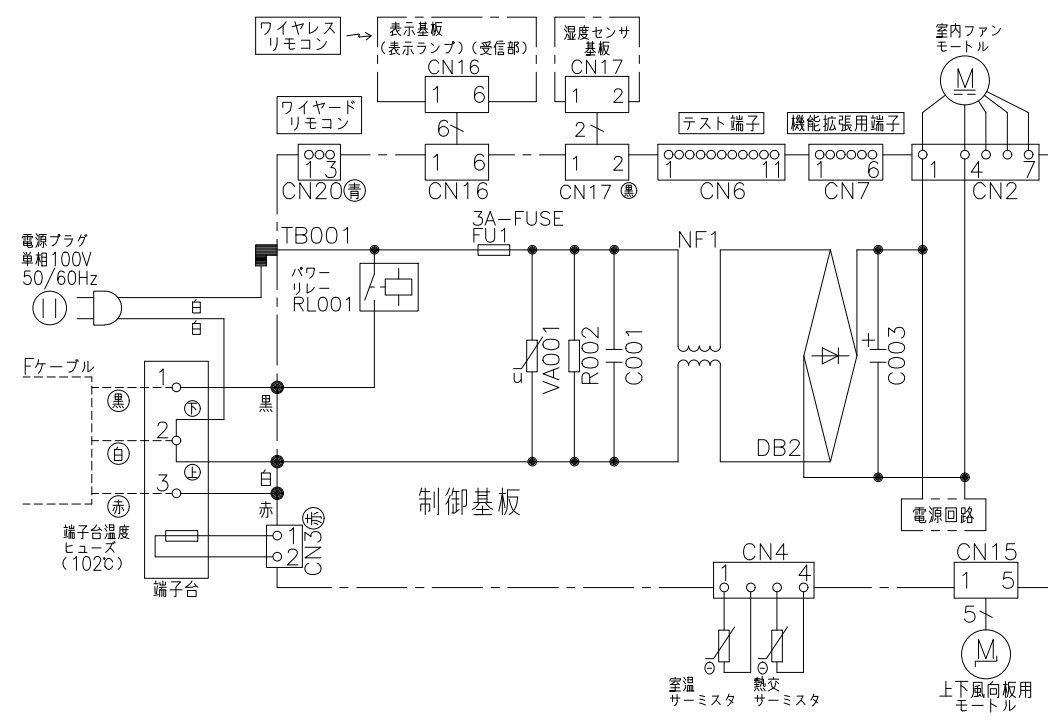 ワイヤレス
リモコン
表示基板
(表示ランプ)(受信部)
湿度センサ
基板
室内ファン
モートル
M
CN16
1 6
CN17
1 2
ワイヤード
リモコン
6
2
テスト端子
機能拡張用端子
1 3
CN20 青
1 6
CN16
1 2
CN17 黒
1 11
CN6
1 6
CN7
1 4 7
CN2
3A-FUSE
FU1
TB001
NF1
電源プラグ
単相100V
50/60Hz
パワー
リレー
RL001
白
白
u
VA001
R002
C001
+
C003
Fケーブル
1
黒
下
黒
2
白
上
白
DB2
3
赤
赤
制御基板
電源回路
端子台温度
ヒューズ
(102℃)
1
2
CN3 赤
端子台
CN4
1 4
CN15
1 5
5
θ
θ
M
室温
サーミスタ
熱交
サーミスタ
上下風向板用
モートル